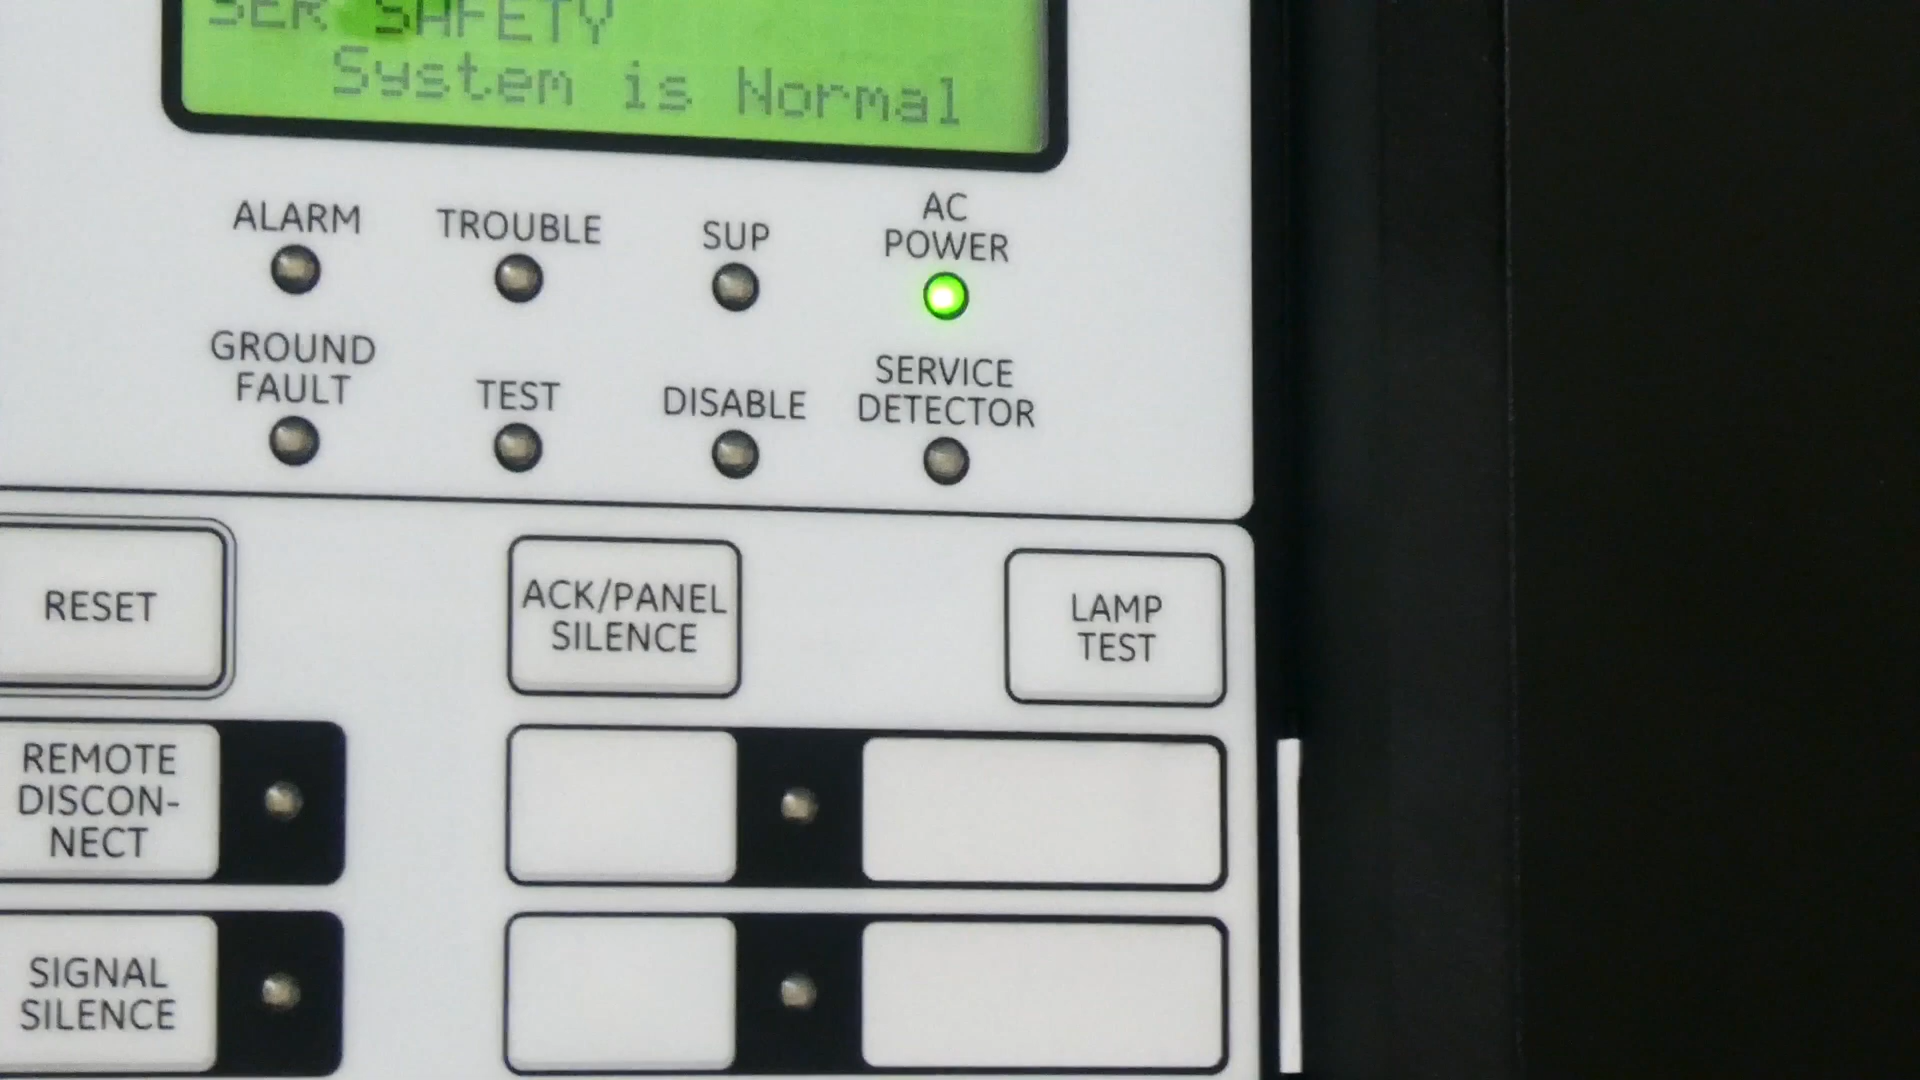 SER SAFETY
System is Normal
ALARM
TROUBLE
SUP
AC
POWER
GROUND
FAULT
TEST
DISABLE
SERVICE
DETECTOR
RESET
ACK/PANEL
SILENCE
LAMP
TEST
REMOTE
DISCON-
NECT
SIGNAL
SILENCE